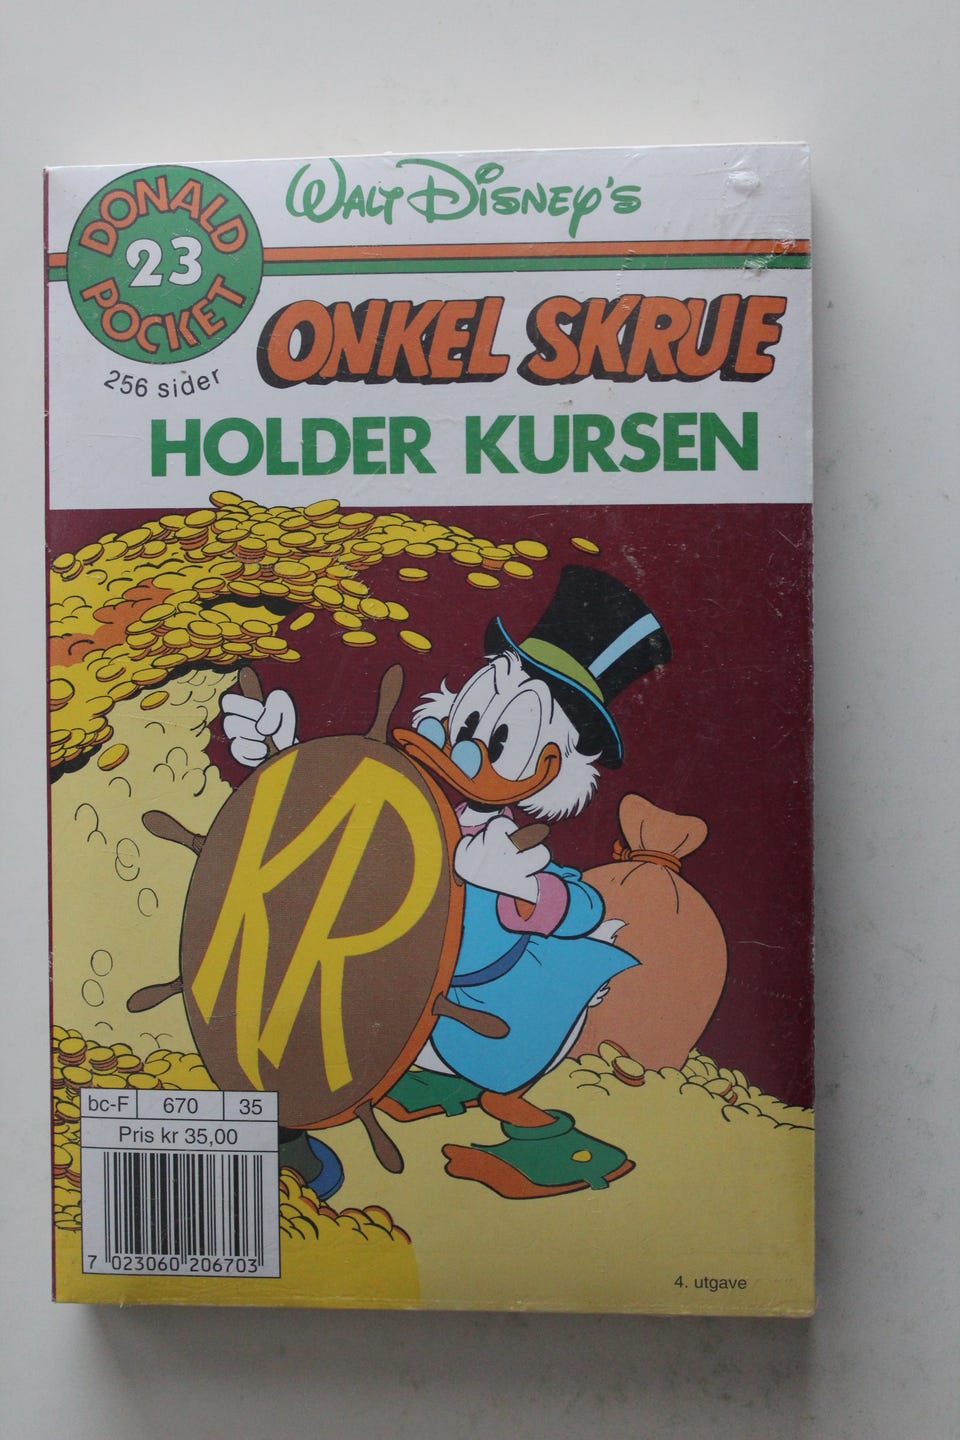 DONALD
23
POCKET
256 sider
WALT DISNEY'S
ONKEL SKRUE
HOLDER KURSEN
KR
bc-F 670 35
Pris kr 35,00
7 023060 206703
4. utgave